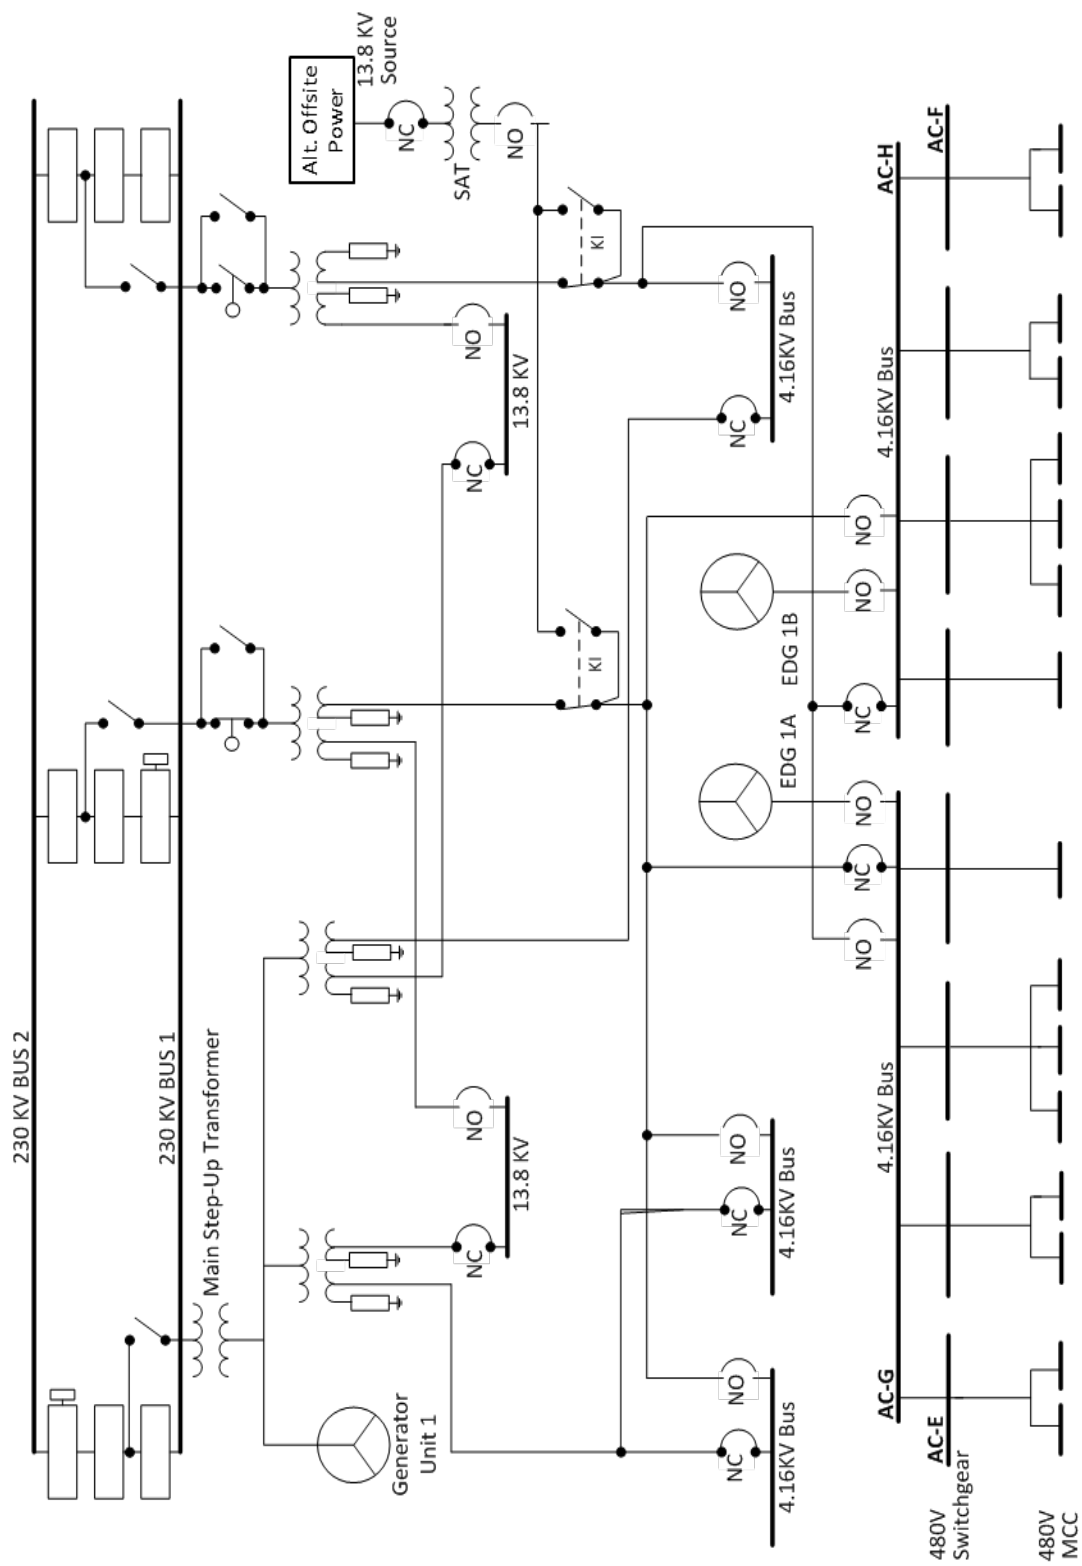 230 KV BUS 2
230 KV BUS 1
Main Step-Up Transformer
Generator
Unit 1
Alt. Offsite
Power
13.8 KV
Source
NC
SAT
NO
KI
KI
NO
NC
13.8 KV
NO
NC
13.8 KV
NO
NC
4.16KV Bus
NO
NC
4.16KV Bus
NO
NC
4.16KV Bus
EDG 1B
EDG 1A
NO
NO
NC
NO
NC
NO
AC-H
4.16KV Bus
4.16KV Bus
AC-G
AC-F
AC-E
480V
Switchgear
480V
MCC